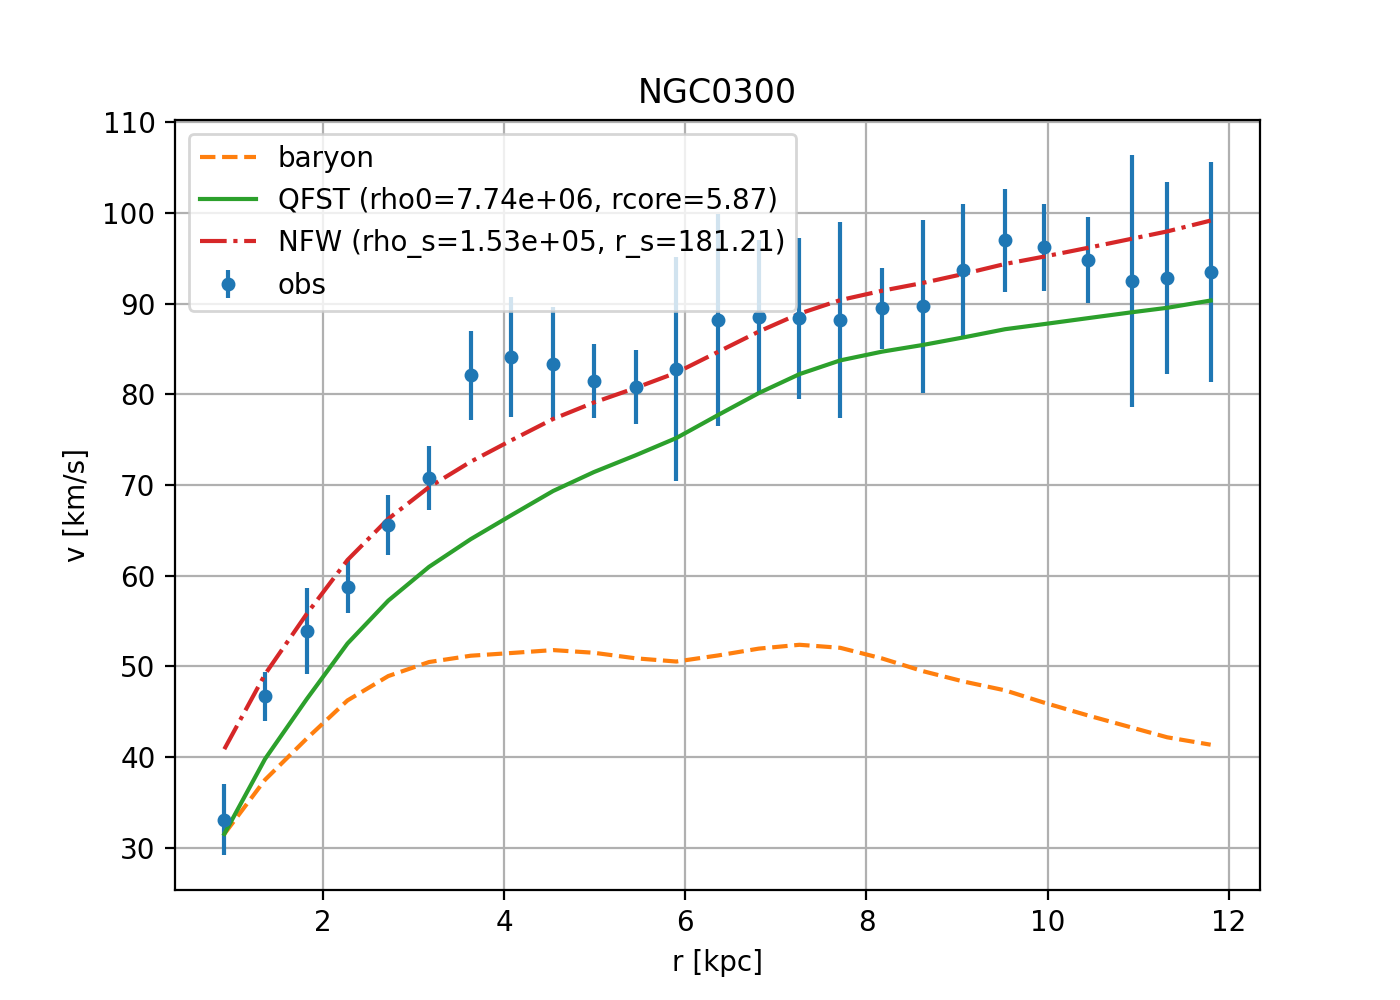 NGC0300
110
100
90
80
70
60
50
40
30
v [km/s]
baryon
QFST (rho0=7.74e+06, rcore=5.87)
NFW (rho_s=1.53e+05, r_s=181.21)
obs
2 4 6 8 10 12
r [kpc]